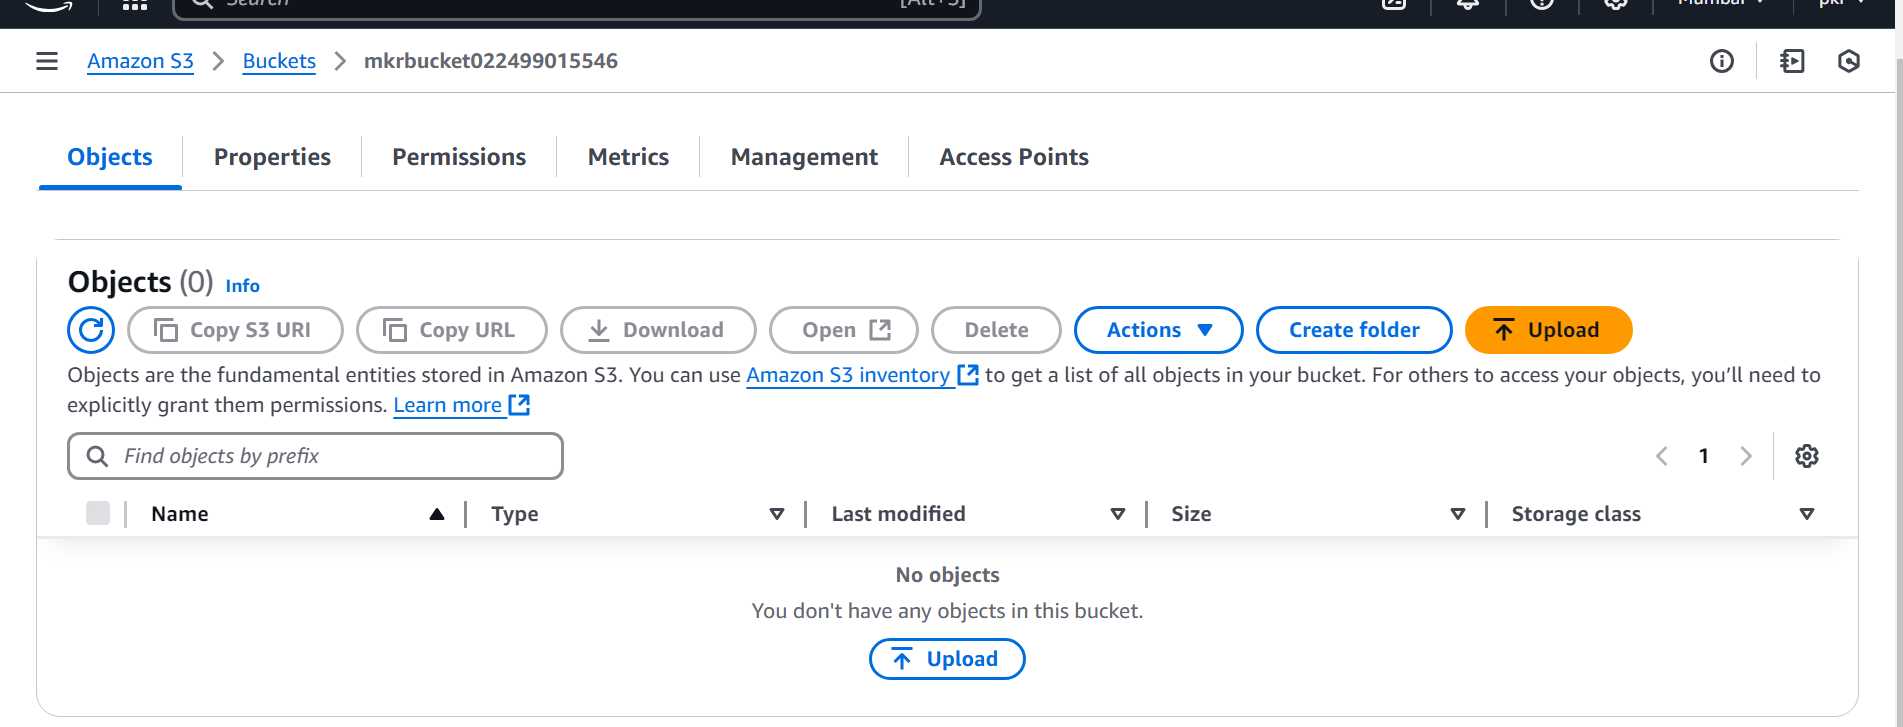 Search [Alt+S] Mumbai pkr
Amazon S3 Buckets mkrbucket022499015546
Objects Properties Permissions Metrics Management Access Points
Objects (0) Info
Copy S3 URI Copy URL Download Open Delete Actions Create folder Upload
Objects are the fundamental entities stored in Amazon S3. You can use Amazon S3 inventory to get a list of all objects in your bucket. For others to access your objects, you’ll need to
explicitly grant them permissions. Learn more
Find objects by prefix 1
Name Type Last modified Size Storage class
No objects
You don't have any objects in this bucket.
Upload